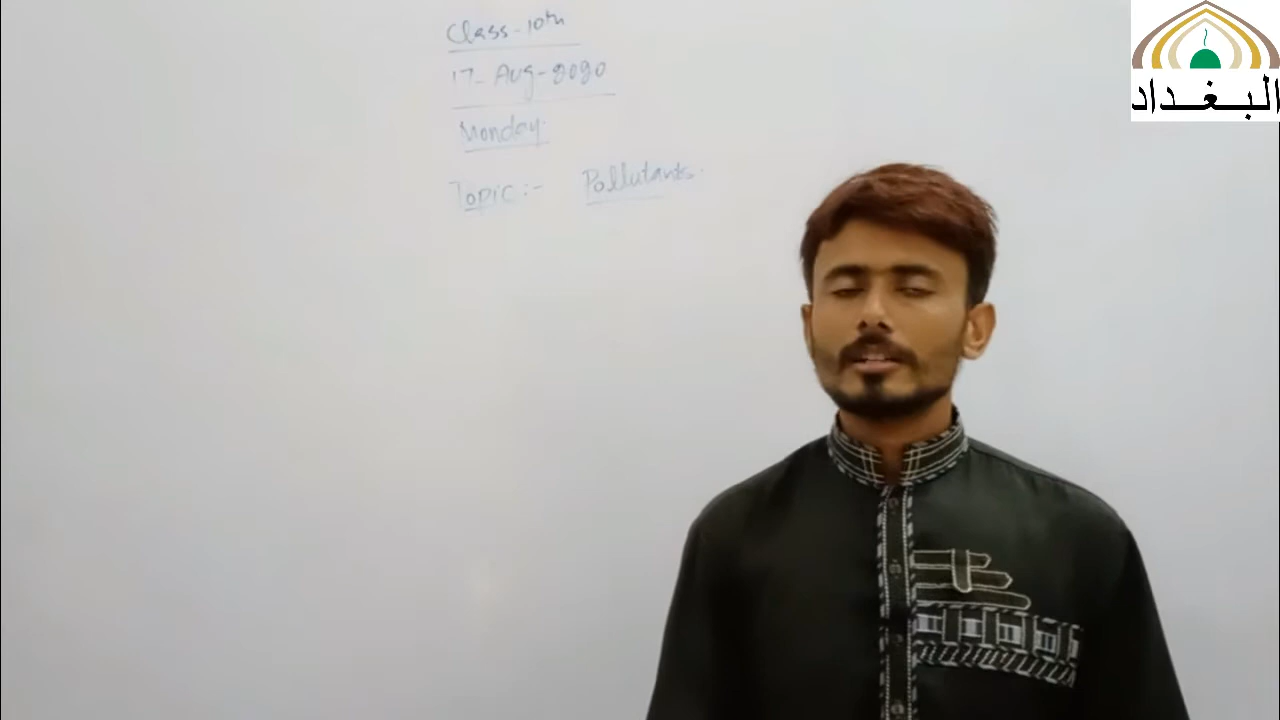 Class-10th
17-Aug-2020
Monday.
Topic:- Pollutants.
البغداد